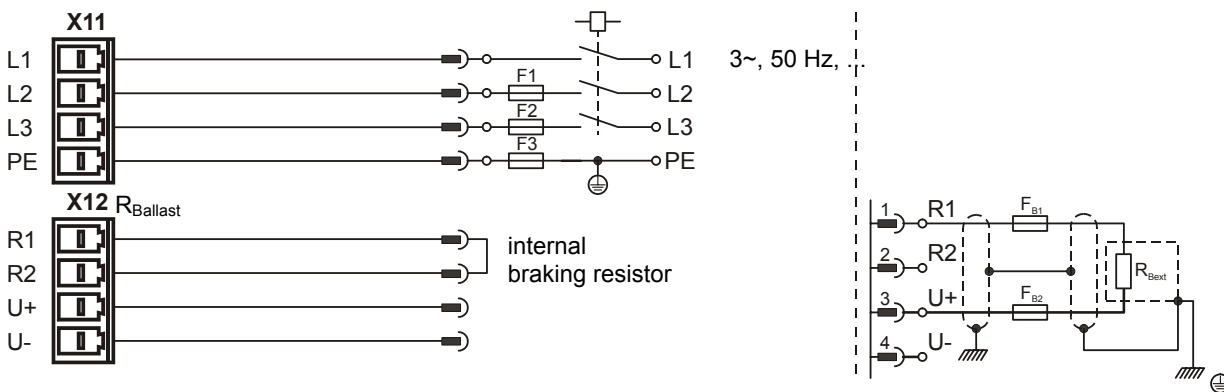 X11
L1 L1 3~, 50 Hz, ...
F1
L2 L2
F2
L3 L3
F3
PE PE
X12 RBallast
R1 internal
R2 braking resistor
U+
U-
1 R1 FB1
2 R2 RBext
3 U+ FB2
4 U-